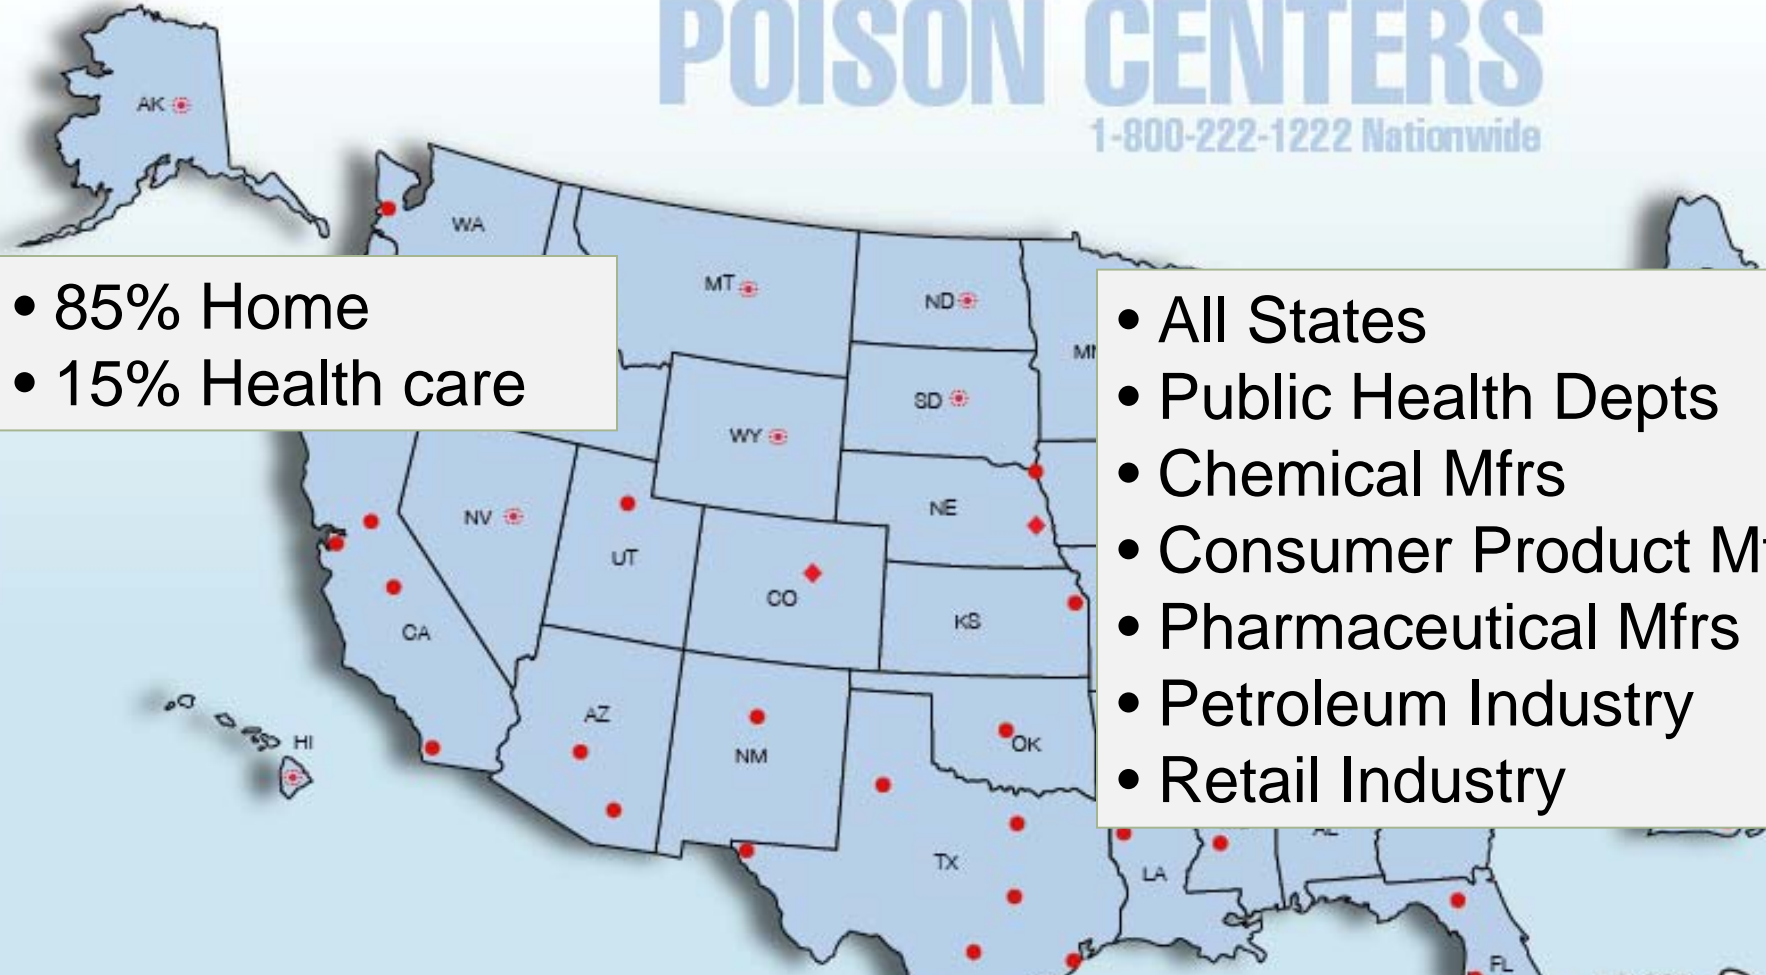 POISON CENTERS
1-800-222-1222 Nationwide
AK
WA
MT
ND
• 85% Home
• 15% Health care
• All States
• Public Health Depts
• Chemical Mfrs
• Consumer Product
• Pharmaceutical Mfrs
• Petroleum Industry
• Retail Industry
SD
WY
NE
NV
UT
CO
KS
CA
AZ
NM
OK
HI
TX
LA
FL